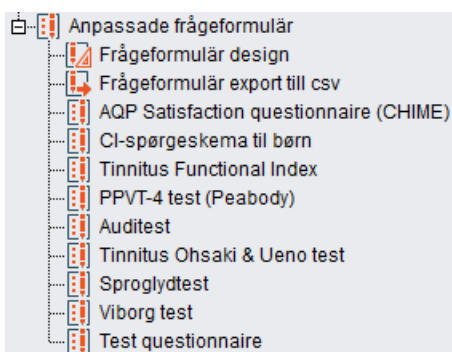 Anpassade frågeformulär
Frågeformulär design
Frågeformulär export till csv
AQP Satisfaction questionnaire (CHIME)
CI-spørgeskema til børn
Tinnitus Functional Index
PPVT-4 test (Peabody)
Auditest
Tinnitus Ohsaki & Ueno test
Sproglydtest
Viborg test
Test questionnaire